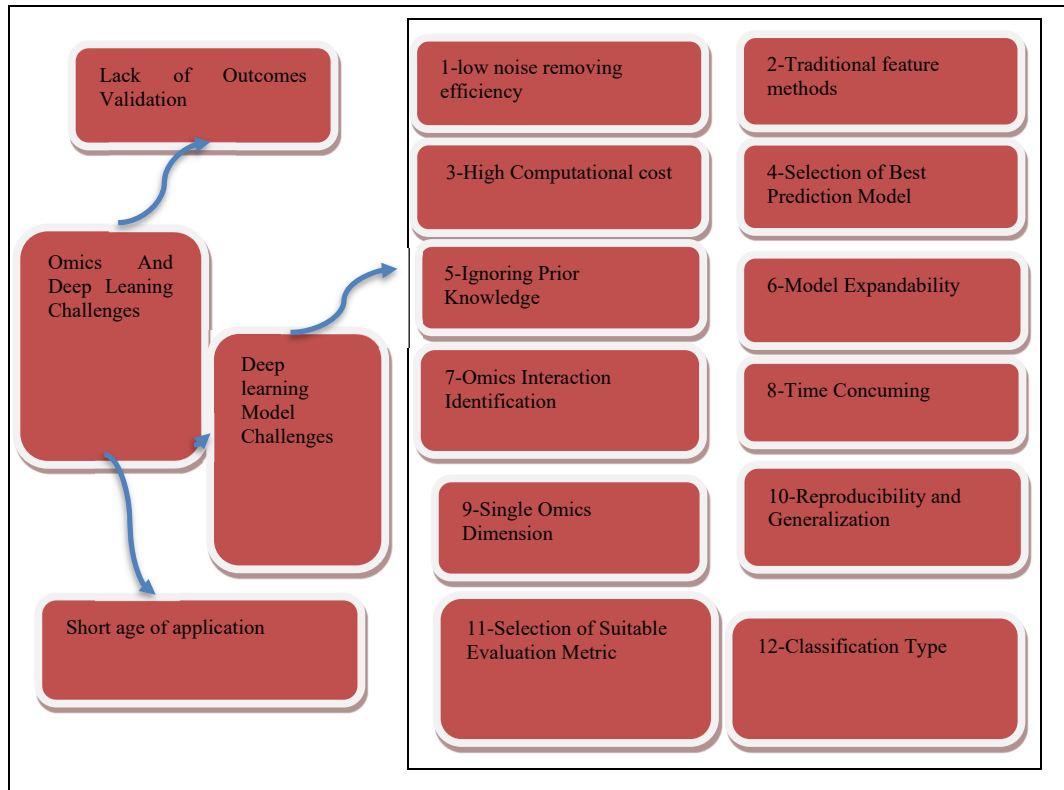 Lack of Outcomes
Validation
Omics And
Deep Leaning
Challenges
Deep
learning
Model
Challenges
Short age of application
1-low noise removing
efficiency
2-Traditional feature
methods
3-High Computational cost
4-Selection of Best
Prediction Model
5-Ignoring Prior
Knowledge
6-Model Expandability
7-Omics Interaction
Identification
8-Time Concuming
9-Single Omics
Dimension
10-Reproducibility and
Generalization
11-Selection of Suitable
Evaluation Metric
12-Classification Type